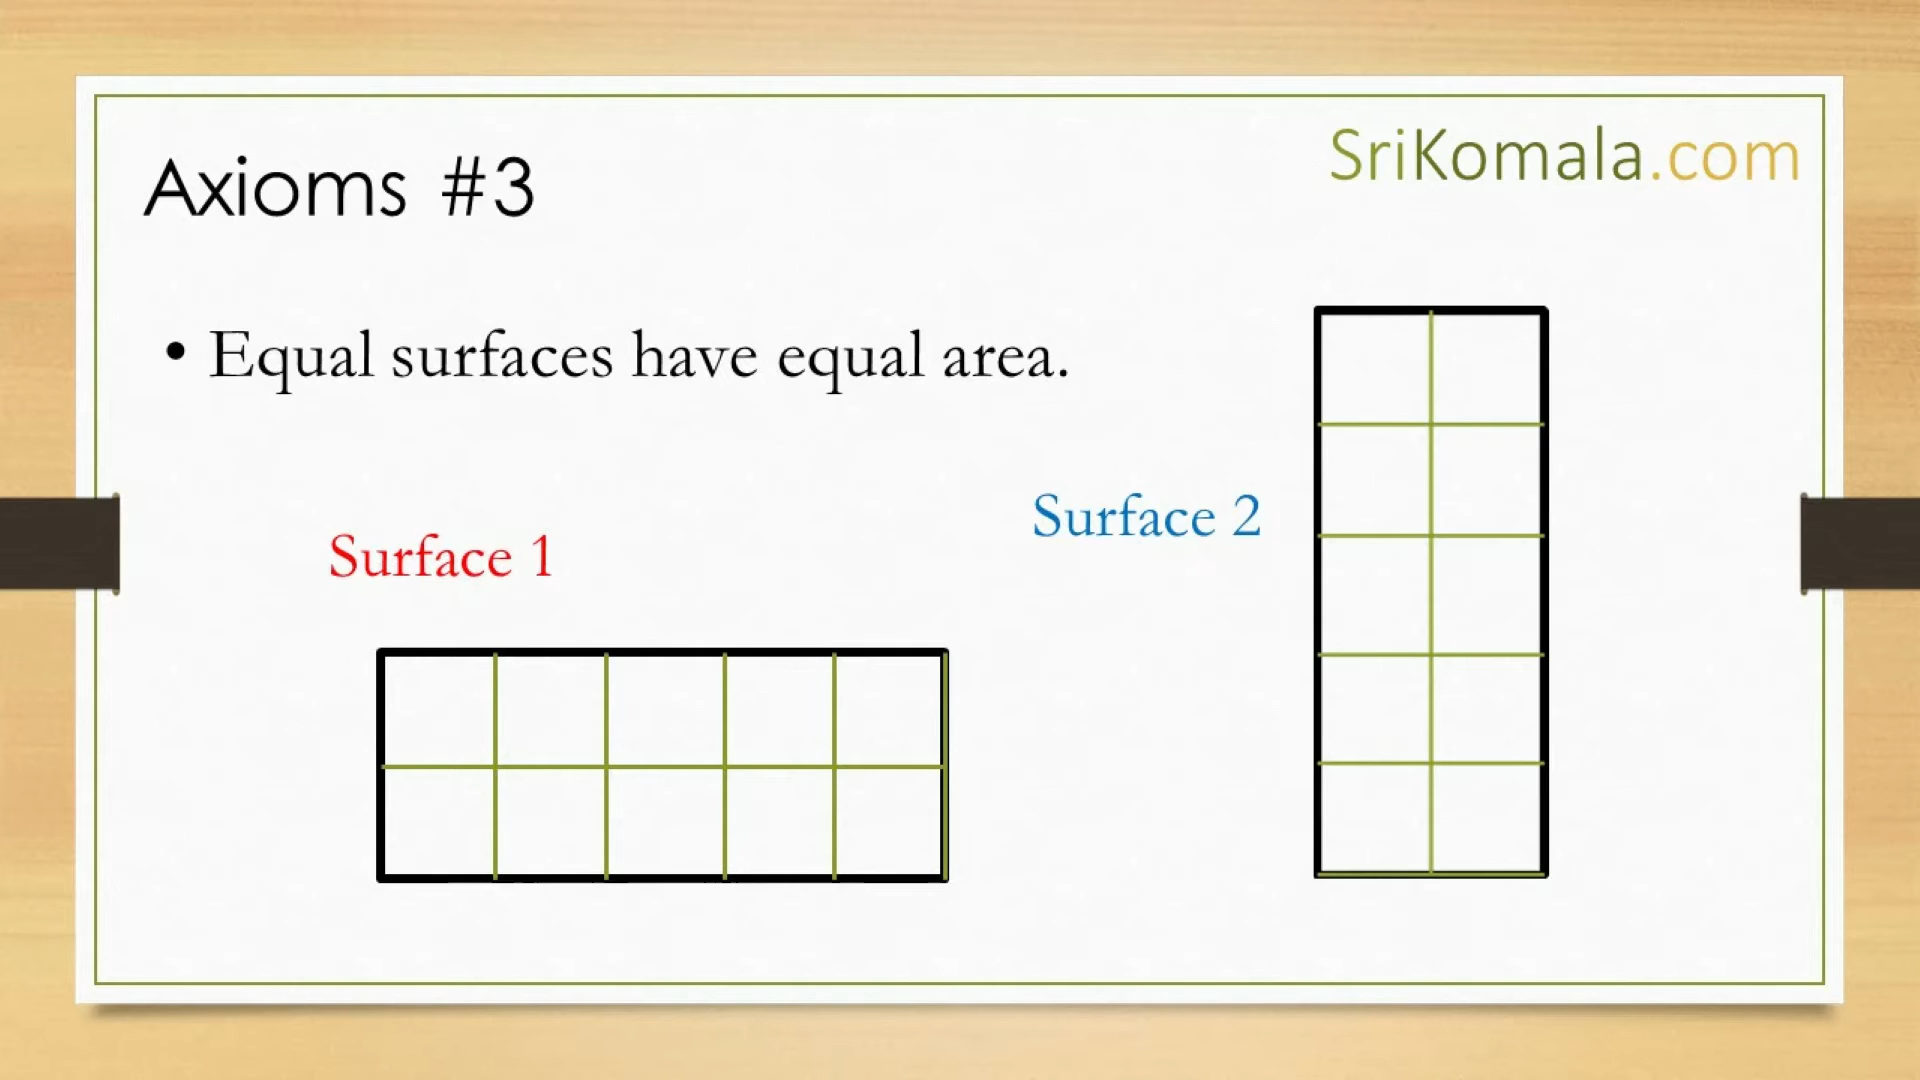 SriKomala.com
Axioms #3
• Equal surfaces have equal area.
Surface 2
Surface 1